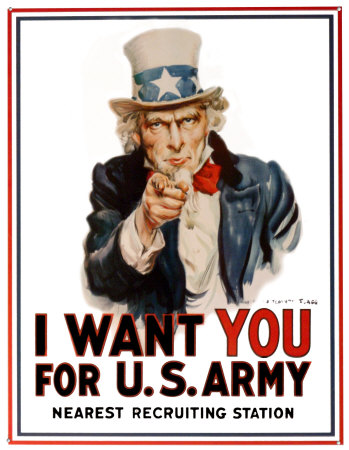 I WANT YOU
FOR U.S. ARMY
NEAREST RECRUITING STATION